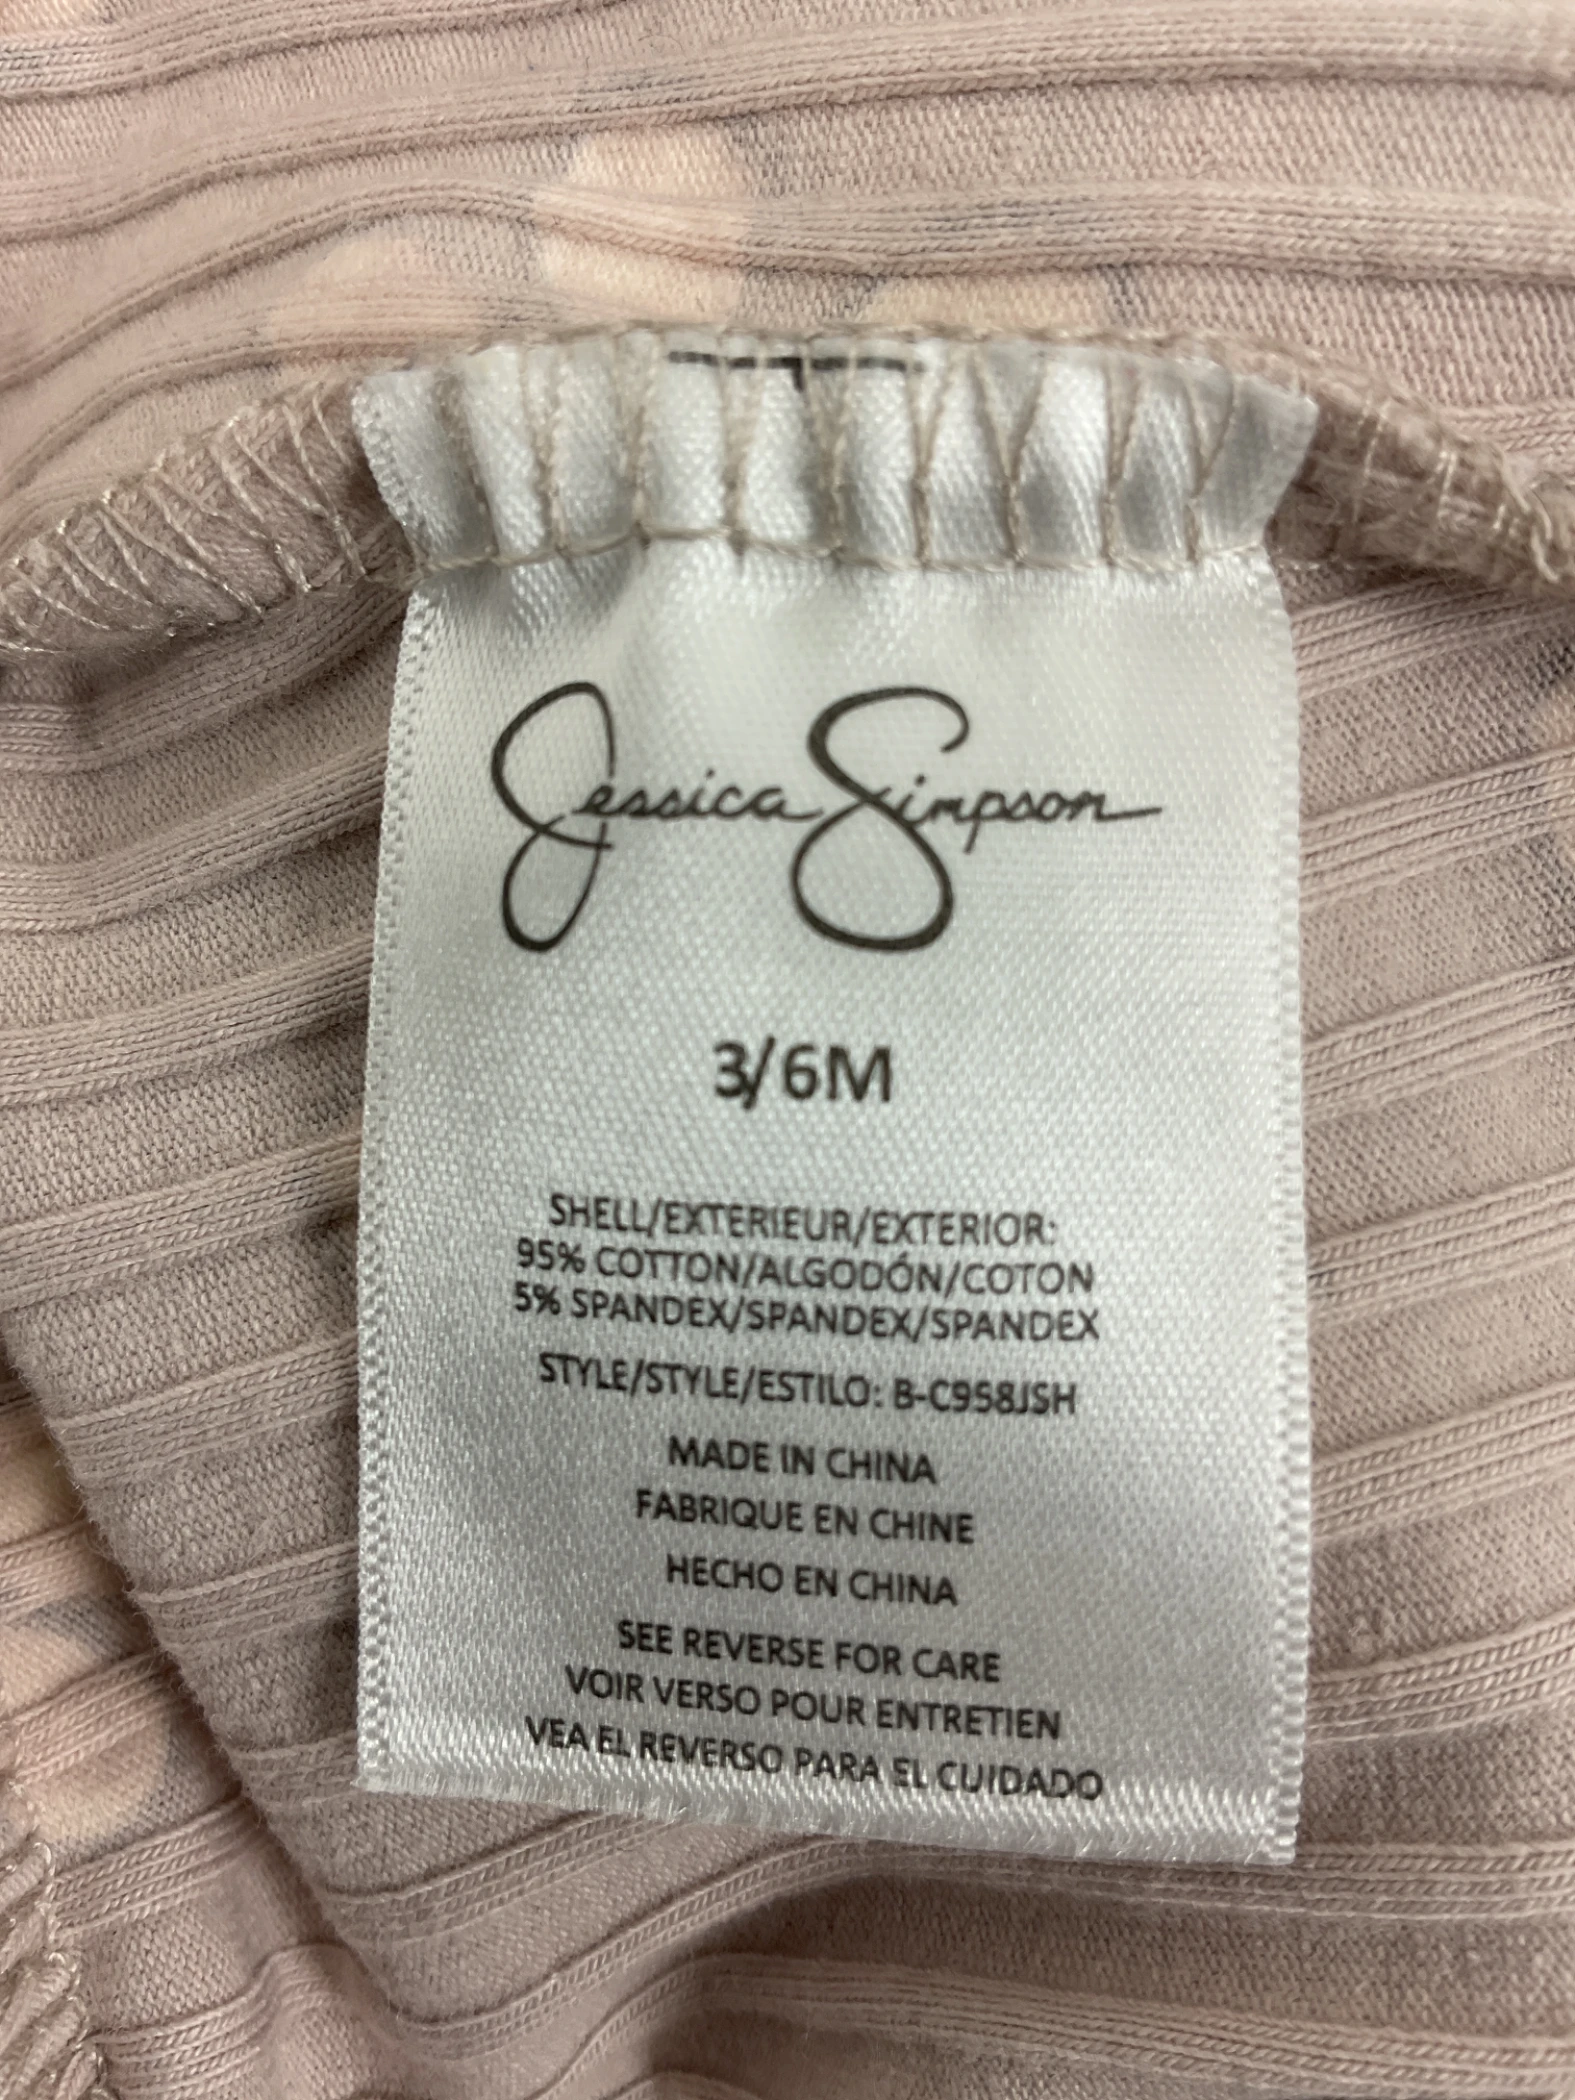 Jessica Simpson
3/6M
SHELL/EXTERIEUR/EXTERIOR:
95% COTTON/ALGODÓN/COTON
5% SPANDEX/SPANDEX/SPANDEX
STYLE/STYLE/ESTILO: B-C958JSH
MADE IN CHINA
FABRIQUE EN CHINE
HECHO EN CHINA
SEE REVERSE FOR CARE
VOIR VERSO POUR ENTRETIEN
VEA EL REVERSO PARA EL CUIDADO